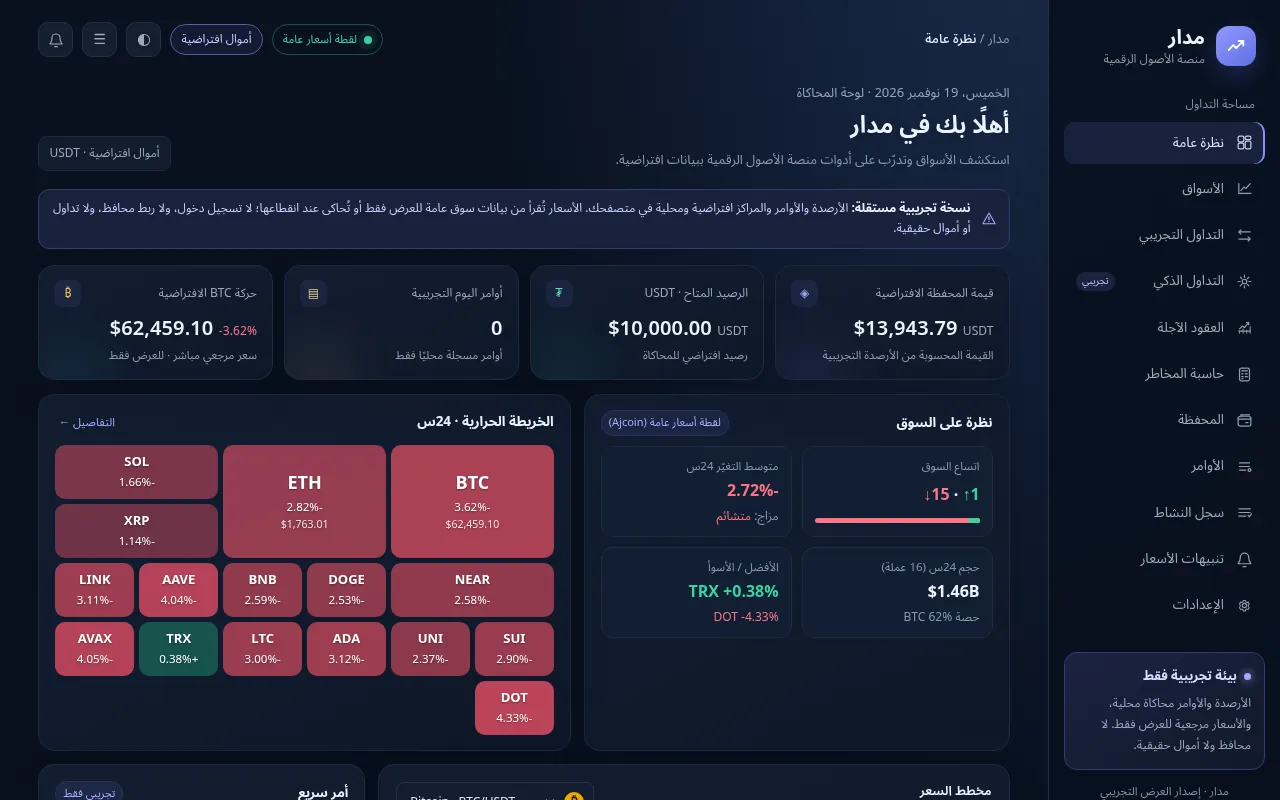 مدار
منصة الأصول الرقمية
مساحة التداول
نظرة عامة
الأسواق
التداول التجريبي
التداول الذكي
تجريبي
العقود الآجلة
حاسبة المخاطر
المحفظة
الأوامر
سجل النشاط
تنبيهات الأسعار
الإعدادات
بيئة تجريبية فقط
الأرصدة والأوامر محاكاة محلية،
والأسعار مرجعية للعرض فقط. لا
محافظ ولا أموال حقيقية.
مدار · إصدار العرض التجريبي
مدار / نظرة عامة
لقطة أسعار عامة
أموال افتراضية
الخميس، 19 نوفمبر 2026 · لوحة المحاكاة
أهلًا بك في مدار
استكشف الأسواق وتدرّب على أدوات منصة الأصول الرقمية ببيانات افتراضية.
أموال افتراضية · USDT
نسخة تجريبية مستقلة: الأرصدة والأوامر والمراكز افتراضية ومحلية في متصفحك. الأسعار تُقرأ من بيانات سوق عامة للعرض فقط أو تُحاكى عند انقطاعها؛ لا تسجيل دخول، ولا ربط محافظ، ولا تداول
أو أموال حقيقية.
قيمة المحفظة الافتراضية
$13,943.79 USDT
القيمة المحسوبة من الأرصدة التجريبية
الرصيد المتاح · USDT
$10,000.00 USDT
رصيد افتراضي للمحاكاة
أوامر اليوم التجريبية
0
أوامر مسجلة محليًا فقط
حركة BTC الافتراضية
$62,459.10 -3.62%
سعر مرجعي مباشر · للعرض فقط
نظرة على السوق
لقطة أسعار عامة (Ajcoin)
اتساع السوق
↑1 · ↓15
متوسط التغيّر 24س
2.72%-
مزاج: متشائم
حجم 24س (16 عملة)
$1.46B
حصة BTC 62%
الأفضل / الأسوأ
TRX +0.38%
DOT -4.33%
الخريطة الحرارية · 24س
التفاصيل ←
BTC
3.62%-
$62,459.10
ETH
2.82%-
$1,763.01
SOL
1.66%-
XRP
1.14%-
NEAR
2.58%-
DOGE
2.53%-
BNB
2.59%-
AAVE
4.04%-
LINK
3.11%-
SUI
2.90%-
UNI
2.37%-
ADA
3.12%-
LTC
3.00%-
TRX
0.38%+
AVAX
4.05%-
DOT
4.33%-
مخطط السعر
Bitcoin · BTC/USDT
أمر سريع
تجريبي فقط